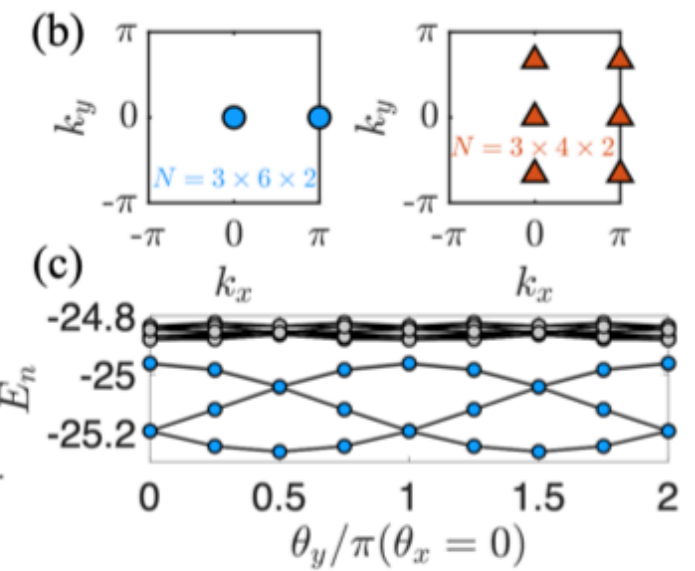 (b)
π
k_y
0
N = 3 × 6 × 2
-π
-π
0
π
k_x
π
k_y
0
N = 3 × 4 × 2
-π
-π
0
π
k_x
(c)
-24.8
E_n
-25
-25.2
0
0.5
1
1.5
2
θ_y/π(θ_x = 0)